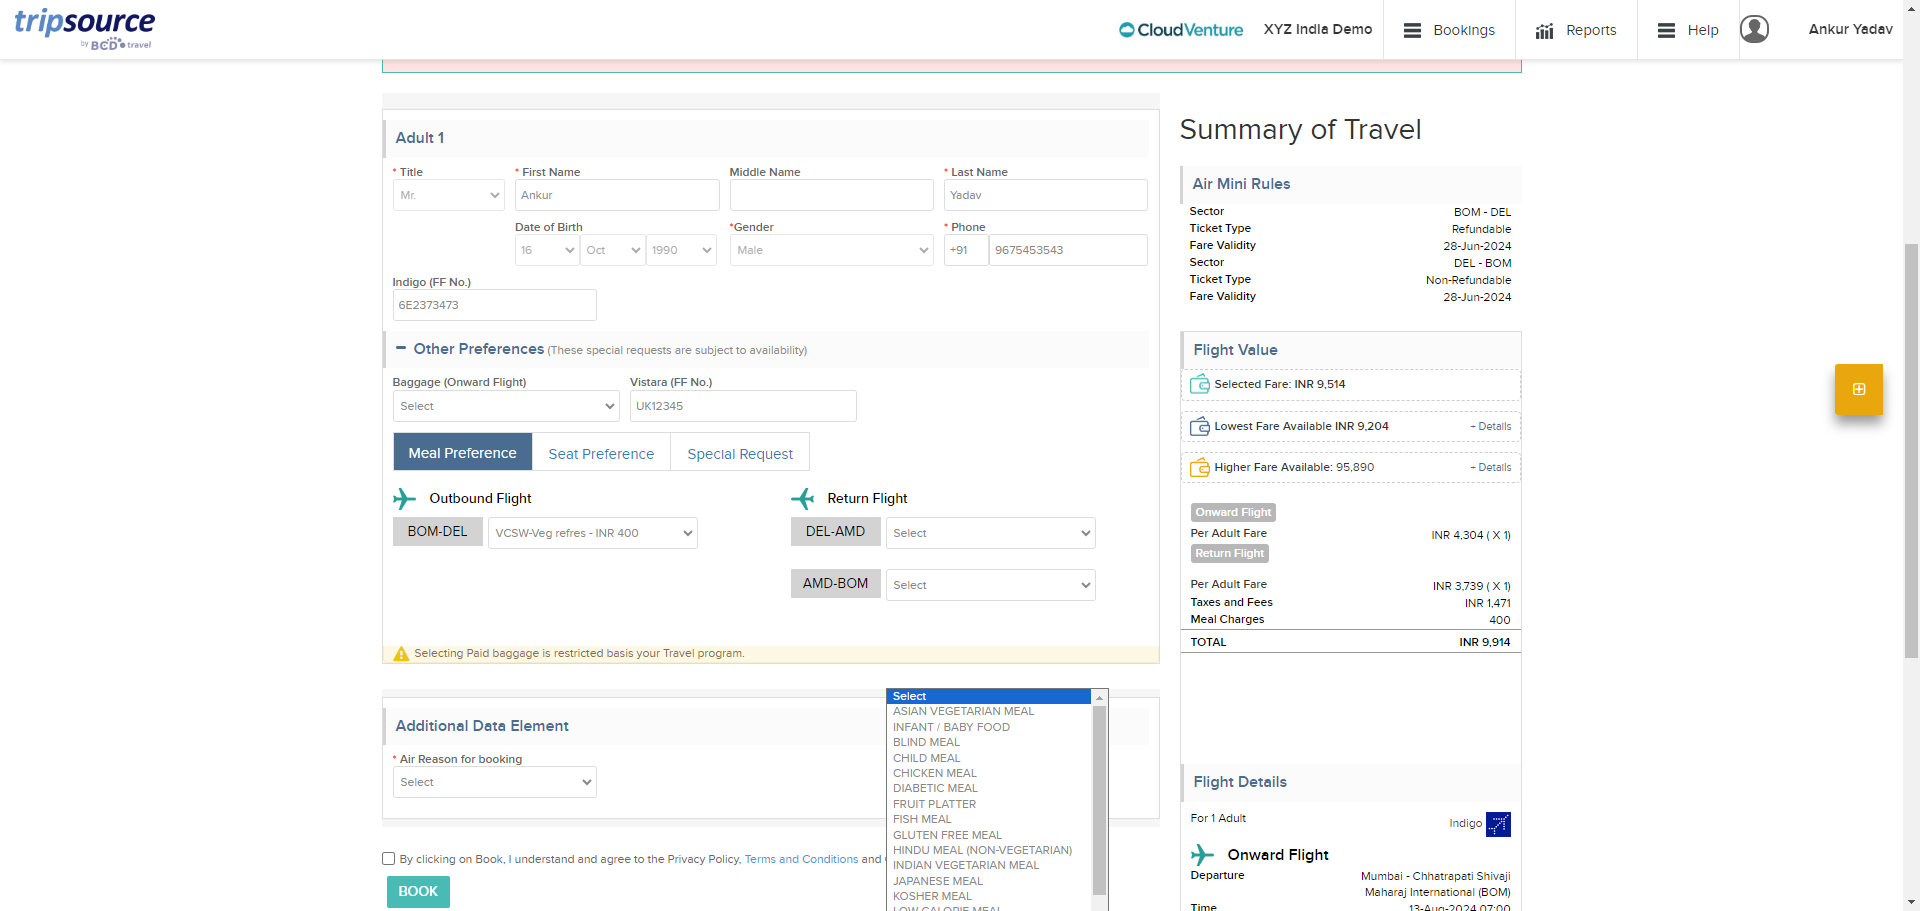 tripsource
by BCD travel
CloudVenture
XYZ India Demo
Bookings
Reports
Help
Ankur Yadav
Adult 1
* Title
* First Name
Middle Name
* Last Name
Mr.
Ankur
Yadav
Date of Birth
*Gender
* Phone
16
Oct
1990
Male
+91
9675453543
Indigo (FF No.)
6E2373473
Other Preferences (These special requests are subject to availability)
Baggage (Onward Flight)
Vistara (FF No.)
Select
UK12345
Meal Preference
Seat Preference
Special Request
Outbound Flight
Return Flight
BOM-DEL
VCSW-Veg refres - INR 400
DEL-AMD
Select
AMD-BOM
Select
Selecting Paid baggage is restricted basis your Travel program.
Additional Data Element
* Air Reason for booking
Select
By clicking on Book, I understand and agree to the Privacy Policy, Terms and Conditions and
BOOK
Select
ASIAN VEGETARIAN MEAL
INFANT / BABY FOOD
BLIND MEAL
CHILD MEAL
CHICKEN MEAL
DIABETIC MEAL
FRUIT PLATTER
FISH MEAL
GLUTEN FREE MEAL
HINDU MEAL (NON-VEGETARIAN)
INDIAN VEGETARIAN MEAL
JAPANESE MEAL
KOSHER MEAL
LOW CALORIE MEAL
Summary of Travel
Air Mini Rules
Sector BOM - DEL
Ticket Type Refundable
Fare Validity 28-Jun-2024
Sector DEL - BOM
Ticket Type Non-Refundable
Fare Validity 28-Jun-2024
Flight Value
Selected Fare: INR 9,514
Lowest Fare Available INR 9,204 + Details
Higher Fare Available: 95,890 + Details
Onward Flight
Per Adult Fare INR 4,304 ( X 1)
Return Flight
Per Adult Fare INR 3,739 ( X 1)
Taxes and Fees INR 1,471
Meal Charges 400
TOTAL INR 9,914
Flight Details
For 1 Adult
Indigo
Onward Flight
Departure Mumbai - Chhatrapati Shivaji
Maharaj International (BOM)
Time 13-Aug-2024 07:00